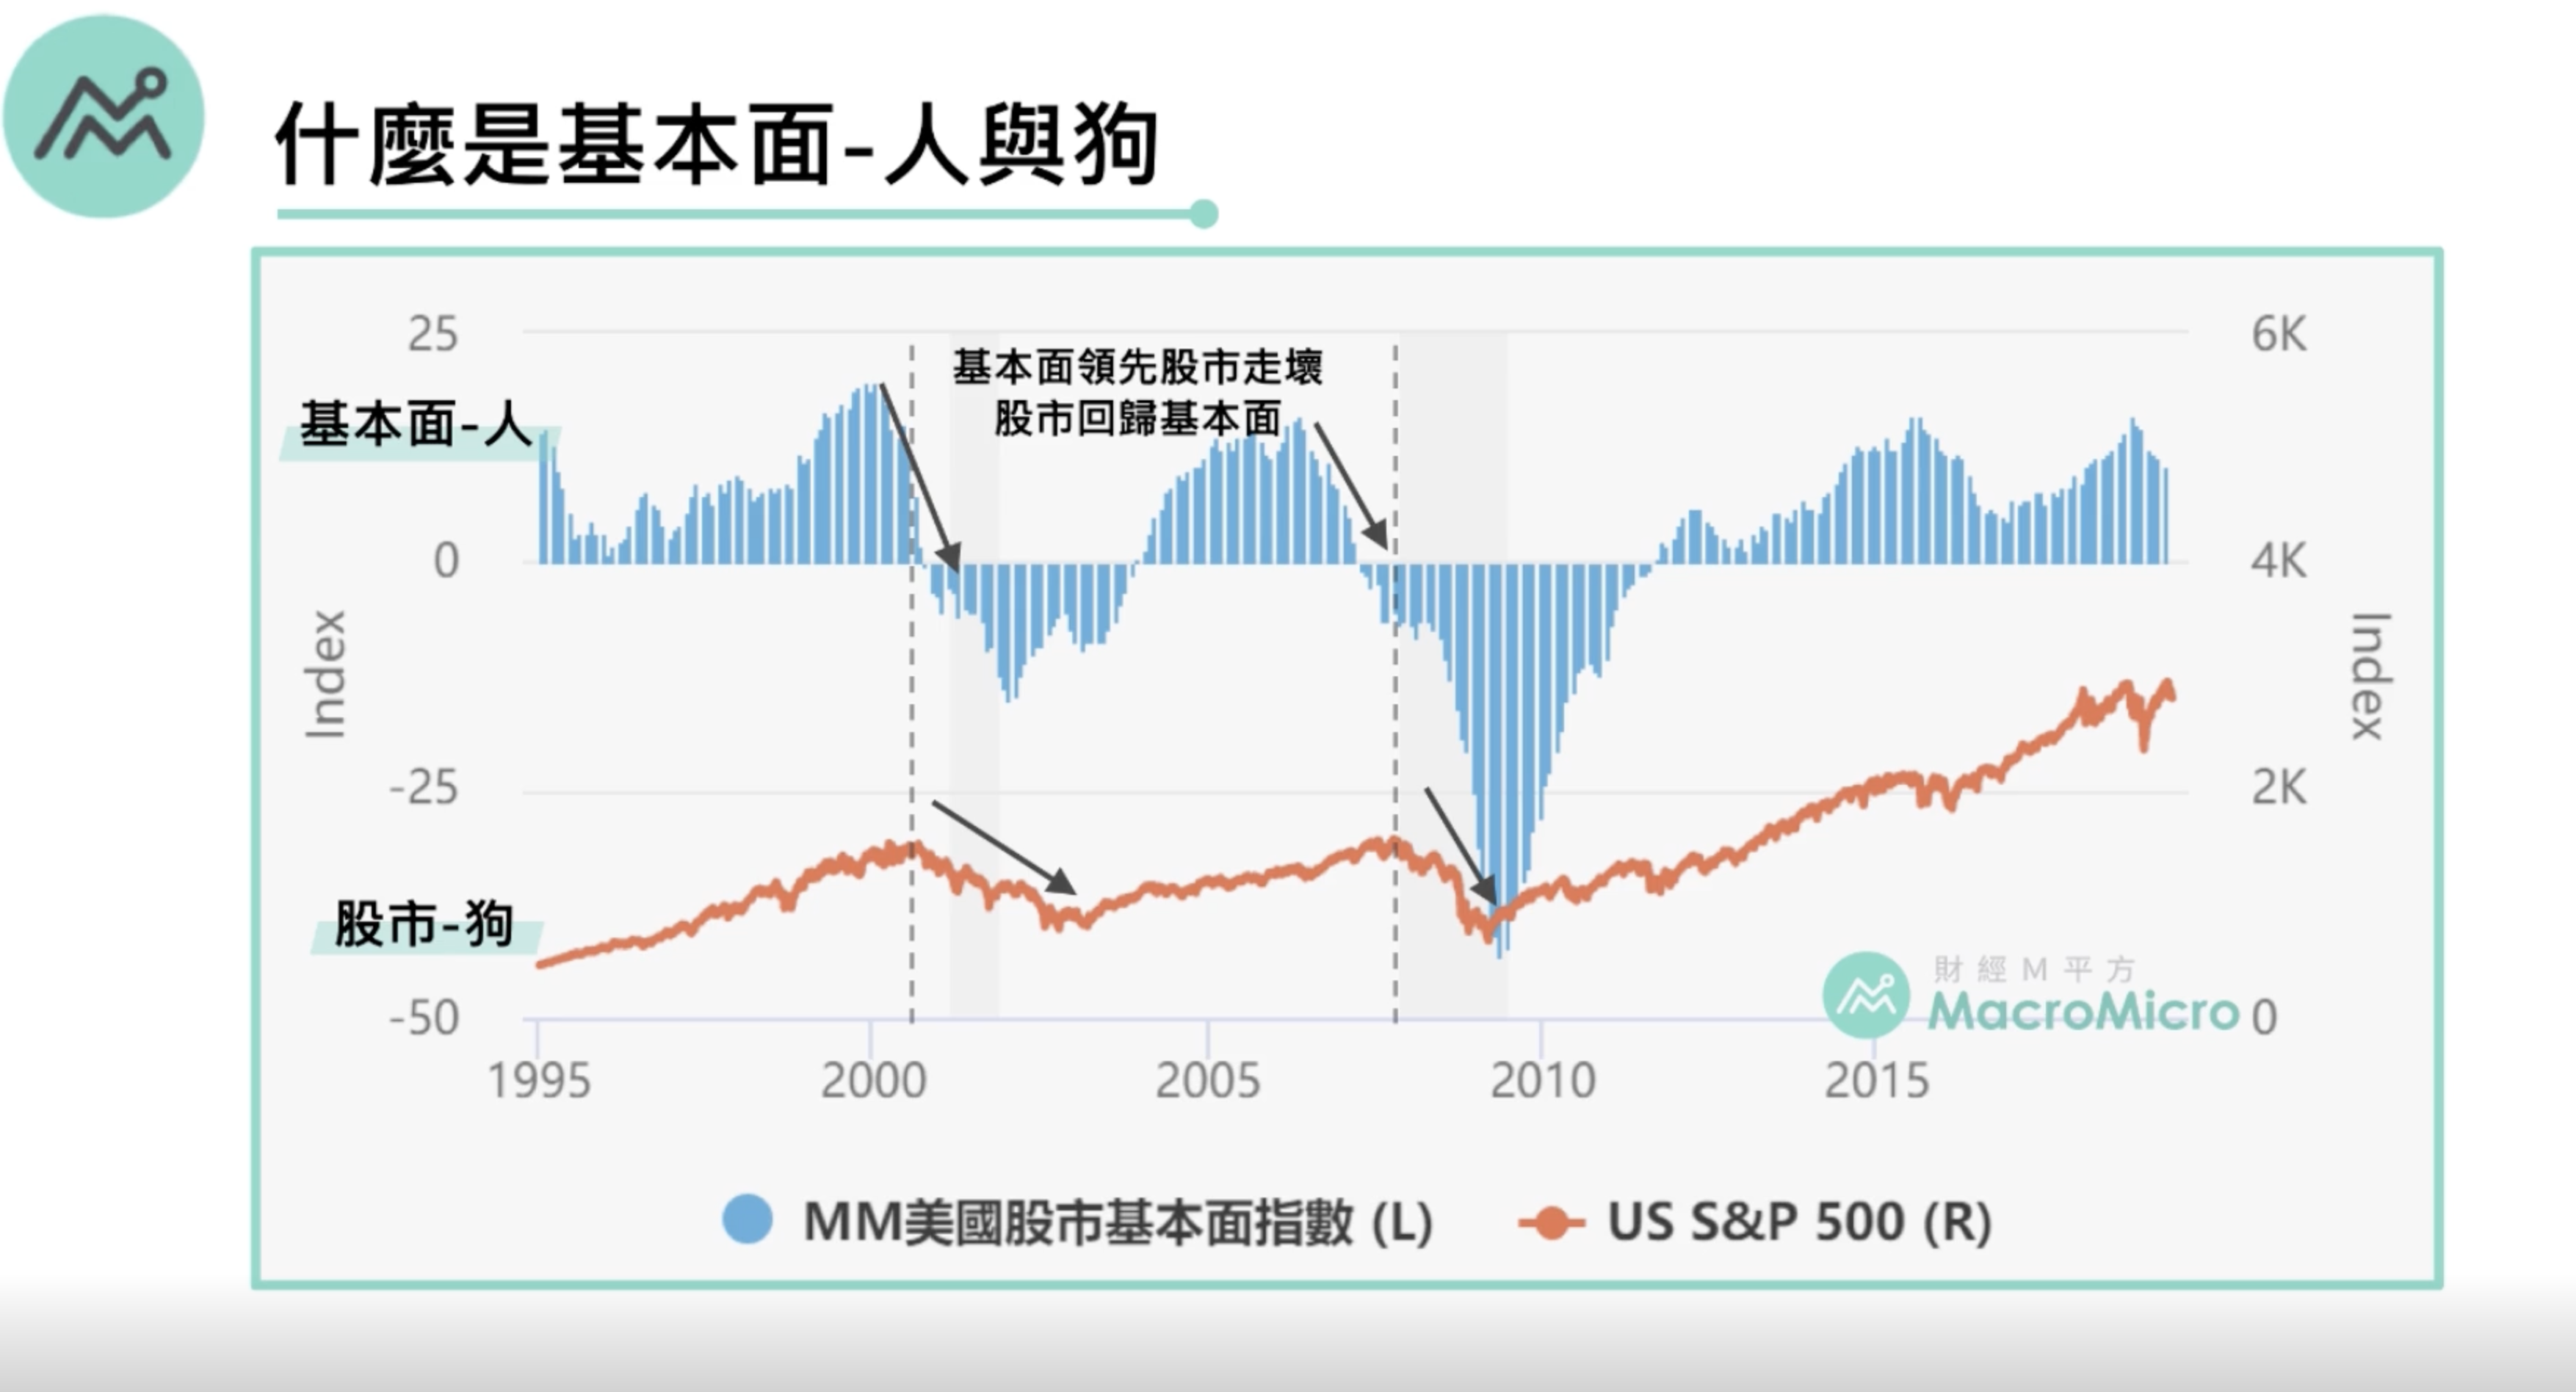 什麼是基本面-人與狗
25
6K
基本面領先股市走壞
股市回歸基本面
基本面-人
0
4K
Index
Index
-25
2K
股市-狗
財經M平方
MacroMicro
-50
0
1995
2000
2005
2010
2015
MM美國股市基本面指數 (L)
US S&P 500 (R)